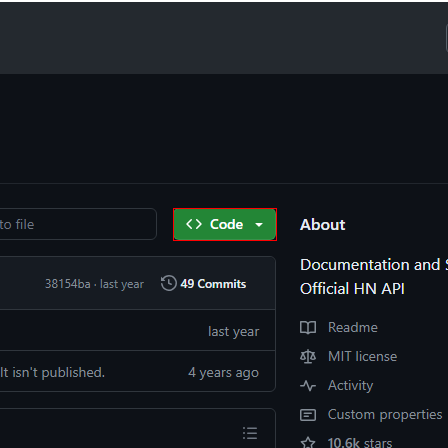 to file
Code
About
Documentation and S
Official HN API
38154ba · last year
49 Commits
last year
It isn't published.
4 years ago
Readme
MIT license
Activity
Custom properties
10.6k stars